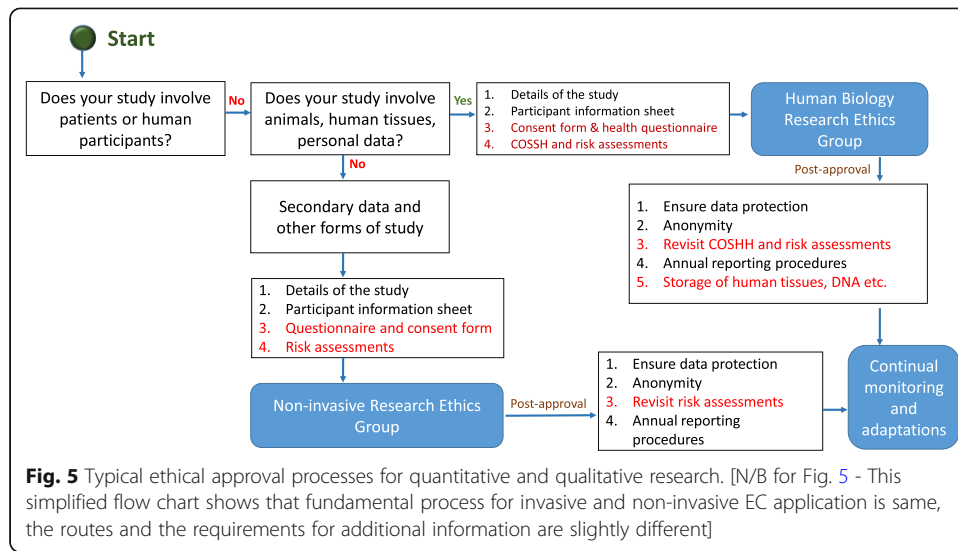 Start
Does your study involve
patients or human
participants?
No
Does your study involve
animals, human tissues,
personal data?
Yes
1. Details of the study
2. Participant information sheet
3. Consent form & health questionnaire
4. COSSH and risk assessments
Human Biology
Research Ethics
Group
Post-approval
No
Secondary data and
other forms of study
1. Ensure data protection
2. Anonymity
3. Revisit COSHH and risk assessments
4. Annual reporting procedures
5. Storage of human tissues, DNA etc.
1. Details of the study
2. Participant information sheet
3. Questionnaire and consent form
4. Risk assessments
Non-invasive Research Ethics
Group
Post-approval
1. Ensure data protection
2. Anonymity
3. Revisit risk assessments
4. Annual reporting
procedures
Continual
monitoring
and
adaptations
Fig. 5 Typical ethical approval processes for quantitative and qualitative research. [N/B for Fig. 5 - This
simplified flow chart shows that fundamental process for invasive and non-invasive EC application is same,
the routes and the requirements for additional information are slightly different]